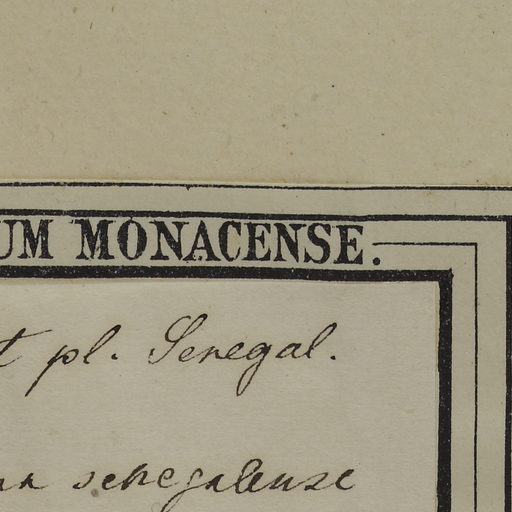 UM MONACENSE.
t pl. Senegal.
senegalense